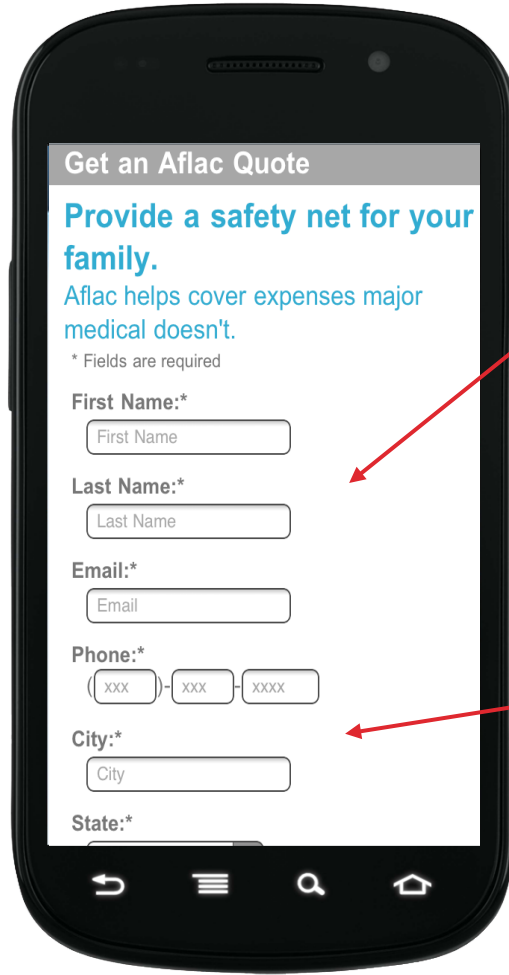 Get an Aflac Quote
Provide a safety net for your
family.
Aflac helps cover expenses major
medical doesn't.
* Fields are required
First Name:*
First Name
Last Name:*
Last Name
Email:*
Email
Phone:*
(xxx)-xxx-xxxx
City:*
City
State:*